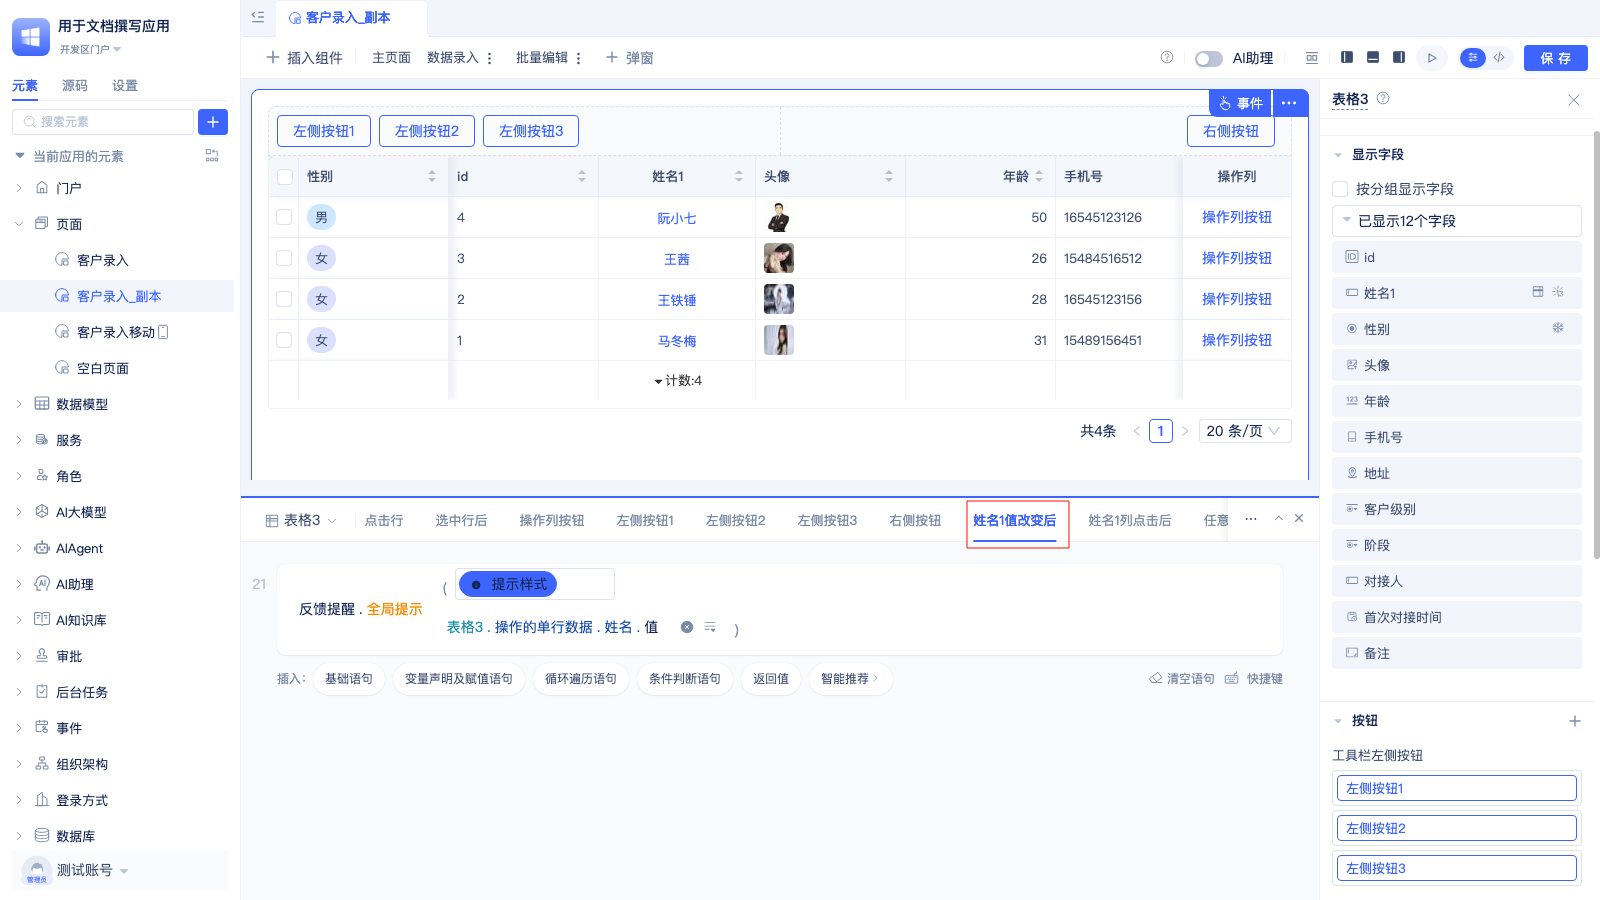 用于文档撰写应用
开发区门户
元素 源码 设置
搜索元素
当前应用的元素
门户
页面
客户录入
客户录入_副本
客户录入移动
空白页面
数据模型
服务
角色
AI大模型
AIAgent
AI助理
AI知识库
审批
后台任务
事件
组织架构
登录方式
数据库
管理员
测试账号
客户录入_副本
插入组件 主页面 数据录入 批量编辑 弹窗
AI助理
保 存
事件
左侧按钮1 左侧按钮2 左侧按钮3 右侧按钮
性别 id 姓名1 头像 年龄 手机号 操作列
男 4 阮小七 50 16545123126 操作列按钮
女 3 王茜 26 15484516512 操作列按钮
女 2 王铁锤 28 16545123156 操作列按钮
女 1 马冬梅 31 15489156451 操作列按钮
计数:4
共4条 1 20 条/页
表格3 点击行 选中行后 操作列按钮 左侧按钮1 左侧按钮2 左侧按钮3 右侧按钮 姓名1值改变后 姓名1列点击后 任意
21
反馈提醒 . 全局提示
( 提示样式
表格3 . 操作的单行数据 . 姓名 . 值 )
插入: 基础语句 变量声明及赋值语句 循环遍历语句 条件判断语句 返回值 智能推荐
清空语句 快捷键
表格3
显示字段
按分组显示字段
已显示12个字段
id
姓名1
性别
头像
年龄
手机号
地址
客户级别
阶段
对接人
首次对接时间
备注
按钮
工具栏左侧按钮
左侧按钮1
左侧按钮2
左侧按钮3